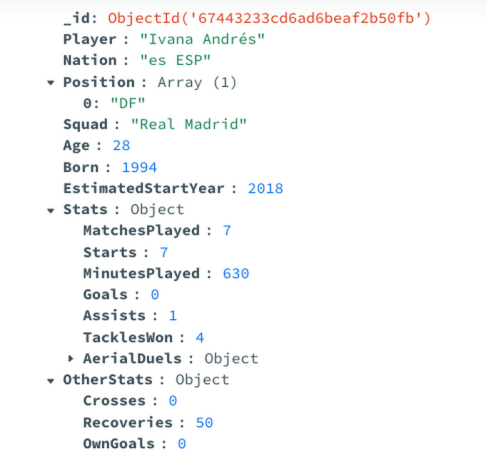 _id: ObjectId('67443233cd6ad6beaf2b50fb')
Player : "Ivana Andrés"
Nation : "es ESP"
Position : Array (1)
0: "DF"
Squad : "Real Madrid"
Age : 28
Born : 1994
EstimatedStartYear : 2018
Stats : Object
MatchesPlayed : 7
Starts : 7
MinutesPlayed : 630
Goals : 0
Assists : 1
TacklesWon : 4
AerialDuels : Object
OtherStats : Object
Crosses : 0
Recoveries : 50
OwnGoals : 0